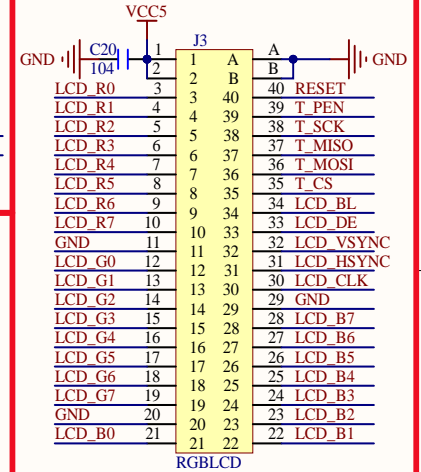 VCC5
J3
GND C20 104 1 1 A A GND
2 2 B B
LCD_R0 3 3 40 40 RESET
LCD_R1 4 4 39 39 T_PEN
LCD_R2 5 5 38 38 T_SCK
LCD_R3 6 6 37 37 T_MISO
LCD_R4 7 7 36 36 T_MOSI
LCD_R5 8 8 35 35 T_CS
LCD_R6 9 9 34 34 LCD_BL
LCD_R7 10 10 33 33 LCD_DE
GND 11 11 32 32 LCD_VSYNC
LCD_G0 12 12 31 31 LCD_HSYNC
LCD_G1 13 13 30 30 LCD_CLK
LCD_G2 14 14 29 29 GND
LCD_G3 15 15 28 28 LCD_B7
LCD_G4 16 16 27 27 LCD_B6
LCD_G5 17 17 26 26 LCD_B5
LCD_G6 18 18 25 25 LCD_B4
LCD_G7 19 19 24 24 LCD_B3
GND 20 20 23 23 LCD_B2
LCD_B0 21 21 22 22 LCD_B1
RGBLCD